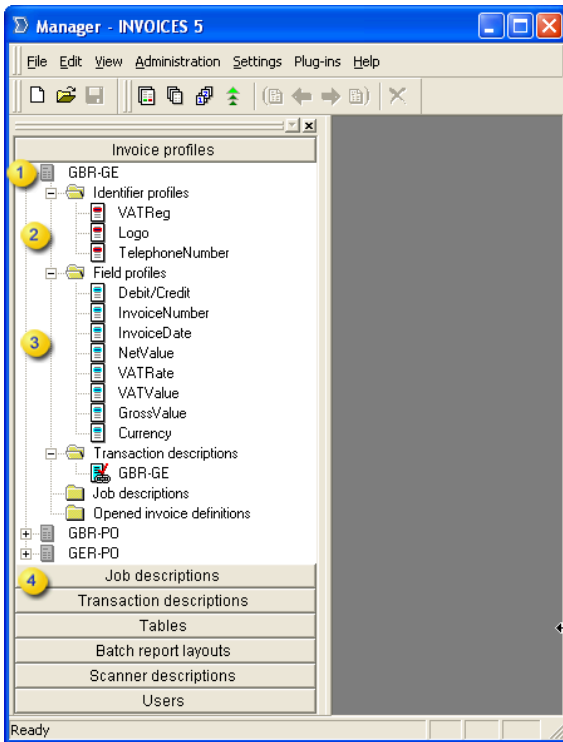 Manager - INVOICES 5
File Edit View Administration Settings Plug-ins Help
Invoice profiles
1 GBR-GE
Identifier profiles
VATReg
2 Logo
TelephoneNumber
Field profiles
Debit/Credit
InvoiceNumber
InvoiceDate
3 NetValue
VATRate
VATValue
GrossValue
Currency
Transaction descriptions
GBR-GE
Job descriptions
Opened invoice definitions
GBR-PO
GER-PO
4 Job descriptions
Transaction descriptions
Tables
Batch report layouts
Scanner descriptions
Users
Ready